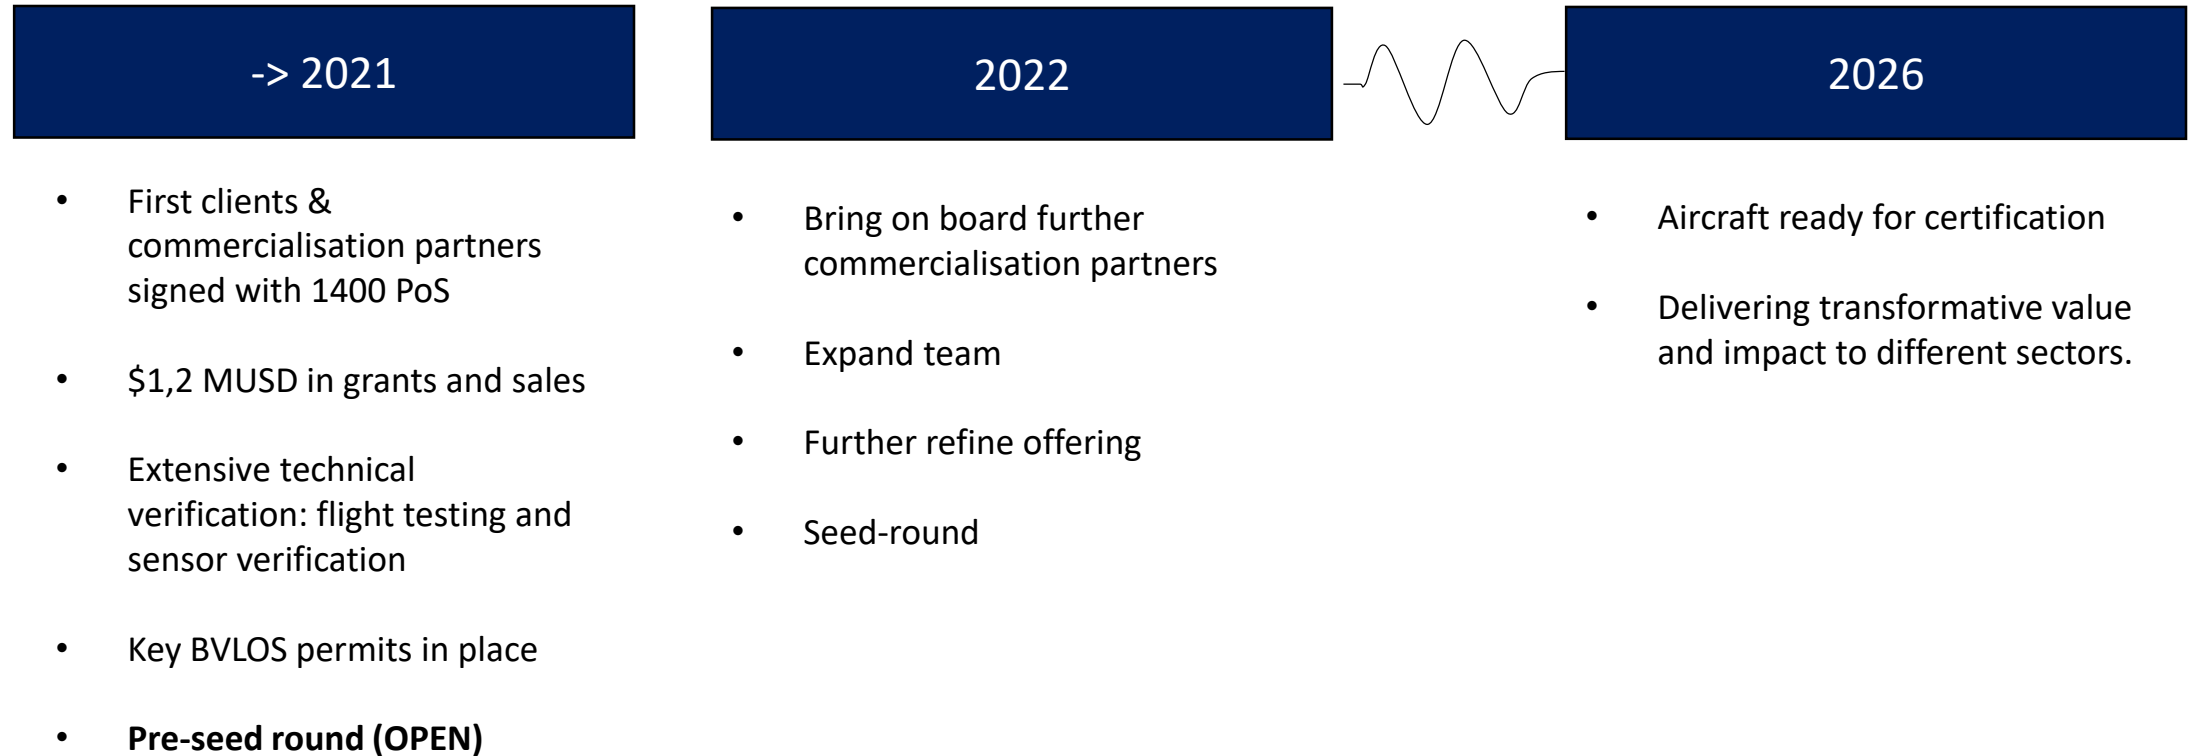 -> 2021
• First clients &
commercialisation partners
signed with 1400 PoS
• $1,2 MUSD in grants and sales
• Extensive technical
verification: flight testing and
sensor verification
• Key BVLOS permits in place
• Pre-seed round (OPEN)
2022
• Bring on board further
commercialisation partners
• Expand team
• Further refine offering
• Seed-round
2026
• Aircraft ready for certification
• Delivering transformative value
and impact to different sectors.